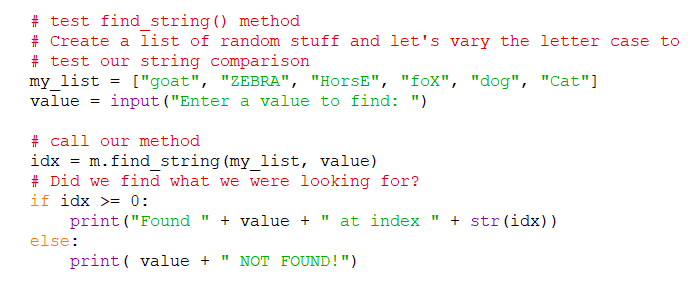 # test find_string() method
# Create a list of random stuff and let's vary the letter case to
# test our string comparison
my_list = ["goat", "ZEBRA", "HorsE", "foX", "dog", "Cat"]
value = input("Enter a value to find: ")
# call our method
idx = m.find_string(my_list, value)
# Did we find what we were looking for?
if idx >= 0:
    print("Found " + value + " at index " + str(idx))
else:
    print( value + " NOT FOUND!")